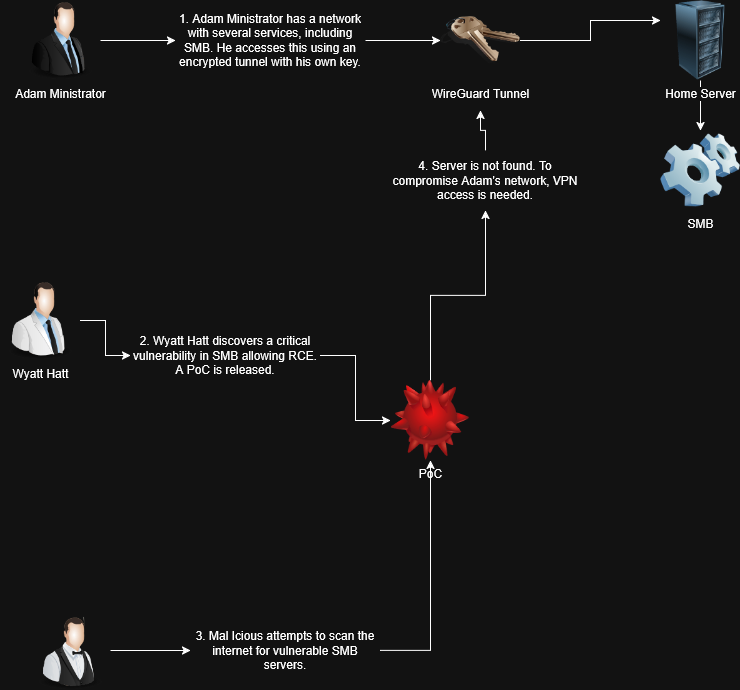 1. Adam Ministrator has a network
with several services, including
SMB. He accesses this using an
encrypted tunnel with his own key.
Adam Ministrator
WireGuard Tunnel
Home Server
4. Server is not found. To
compromise Adam's network, VPN
access is needed.
SMB
2. Wyatt Hatt discovers a critical
vulnerability in SMB allowing RCE.
A PoC is released.
Wyatt Hatt
PoC
3. Mal Icious attempts to scan the
internet for vulnerable SMB
servers.